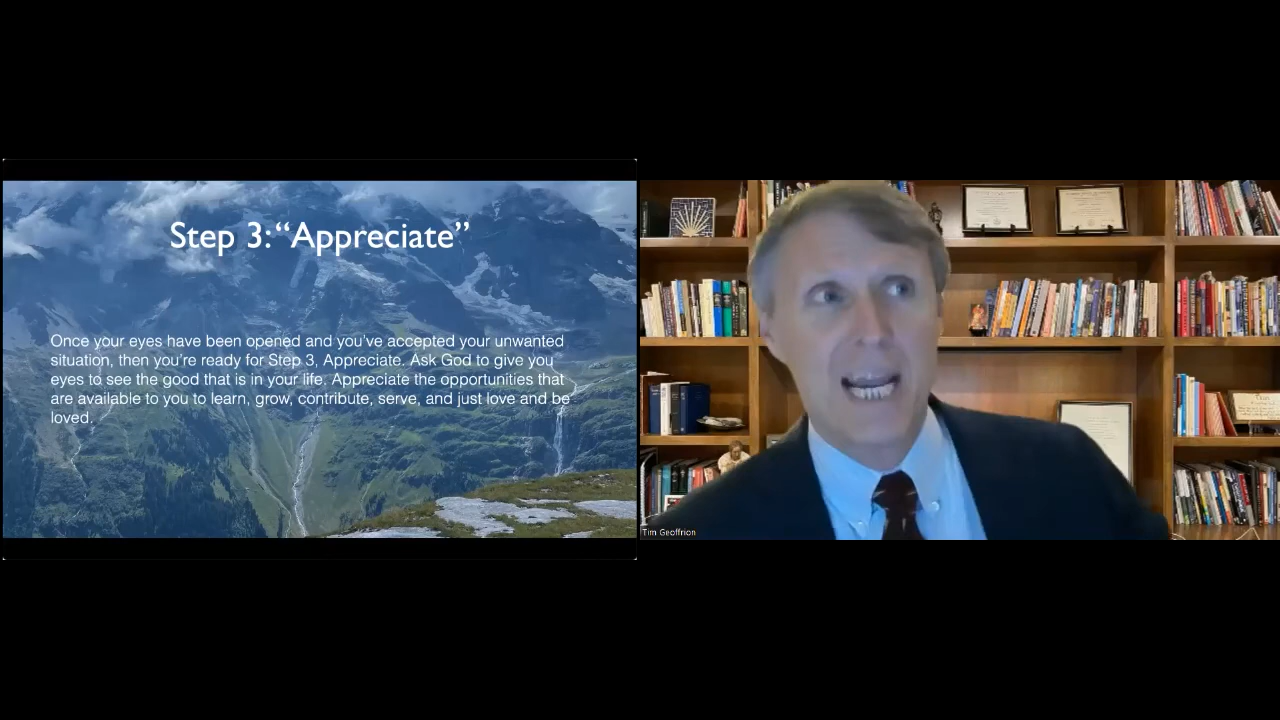 Step 3: “Appreciate”
Once your eyes have been opened and you’ve accepted your unwanted
situation, then you’re ready for Step 3, Appreciate. Ask God to give you
eyes to see the good that is in your life. Appreciate the opportunities that
are available to you to learn, grow, contribute, serve, and just love and be
loved.
Tim Geoffrion